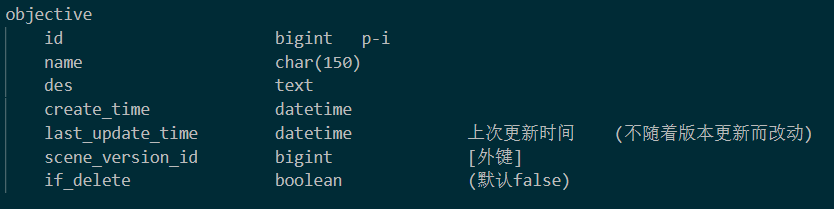 objective
id bigint p-i
name char(150)
des text
create_time datetime
last_update_time datetime 上次更新时间 (不随着版本更新而改动)
scene_version_id bigint [外键]
if_delete boolean (默认false)